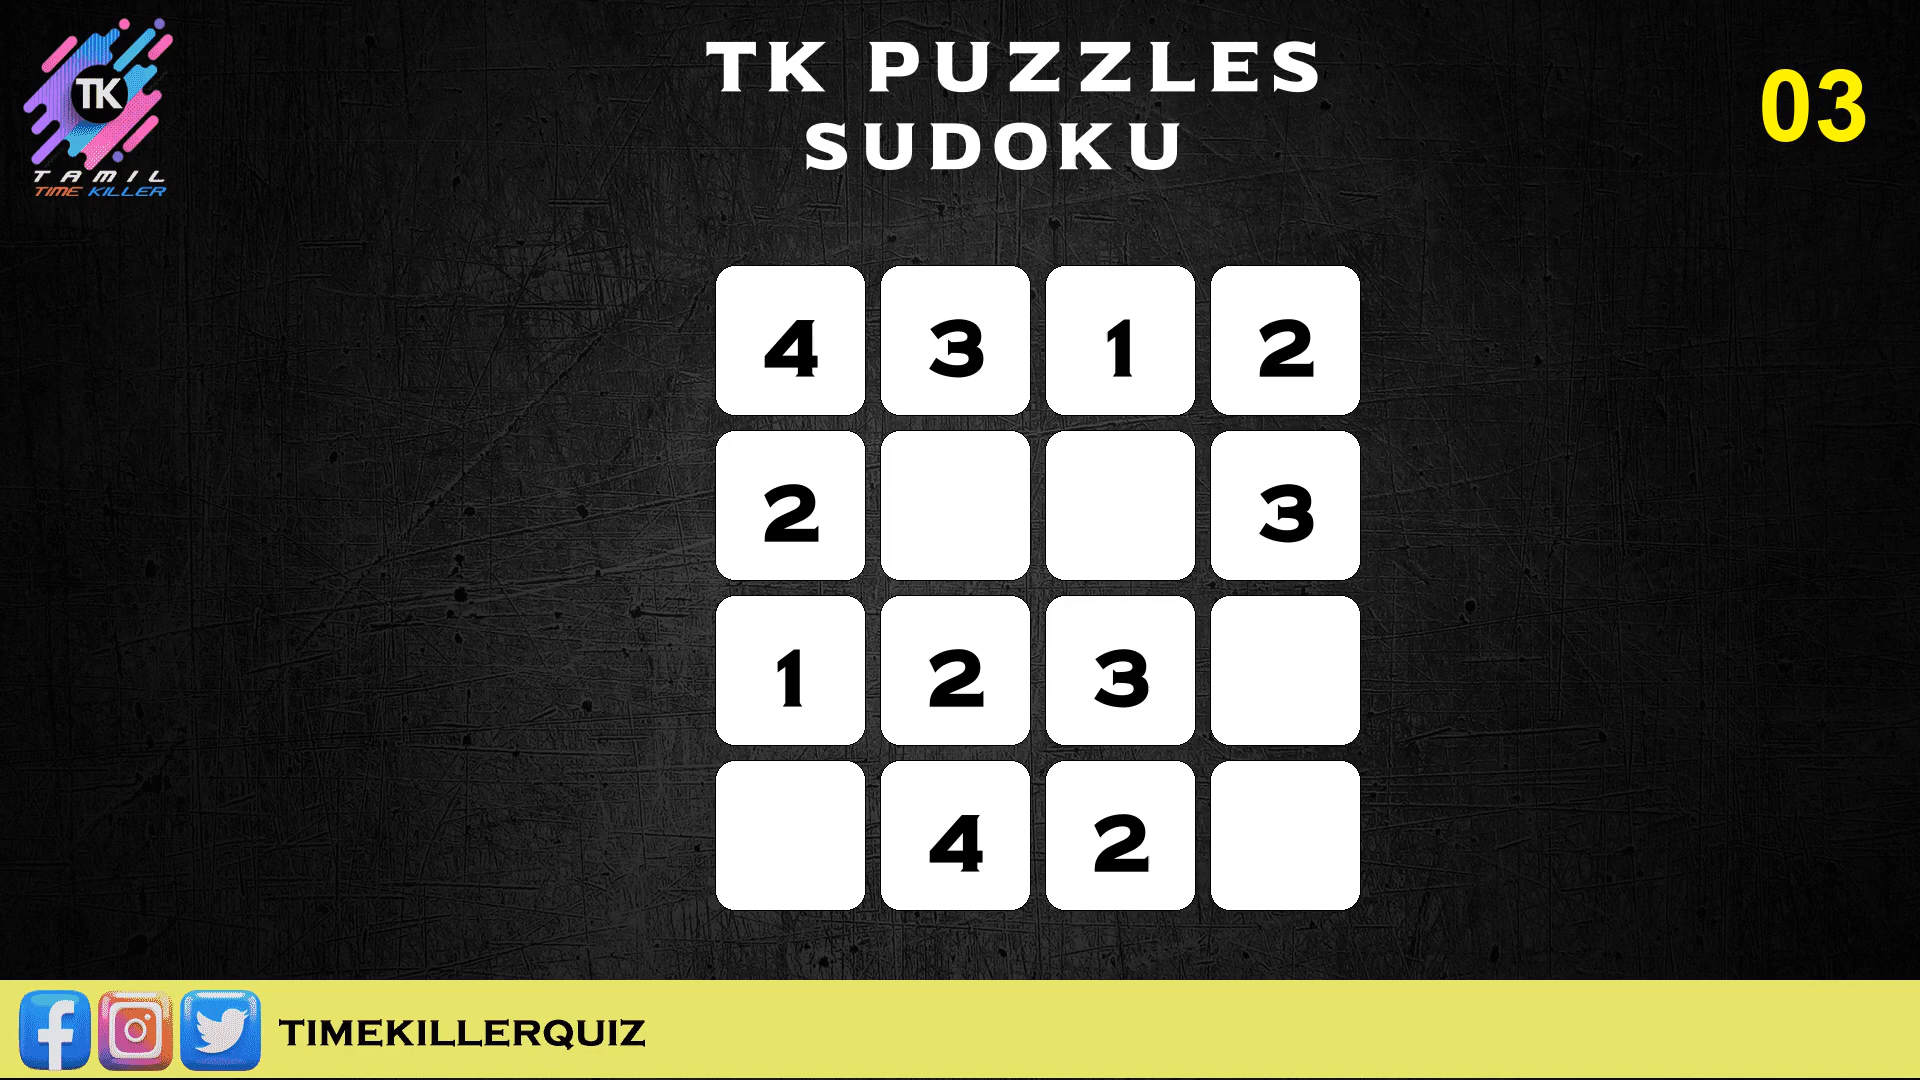 TK PUZZLES
SUDOKU
03
TK
TAMIL
TIME KILLER
4 3 1 2
2 3
1 2 3
4 2
TIMEKILLERQUIZ